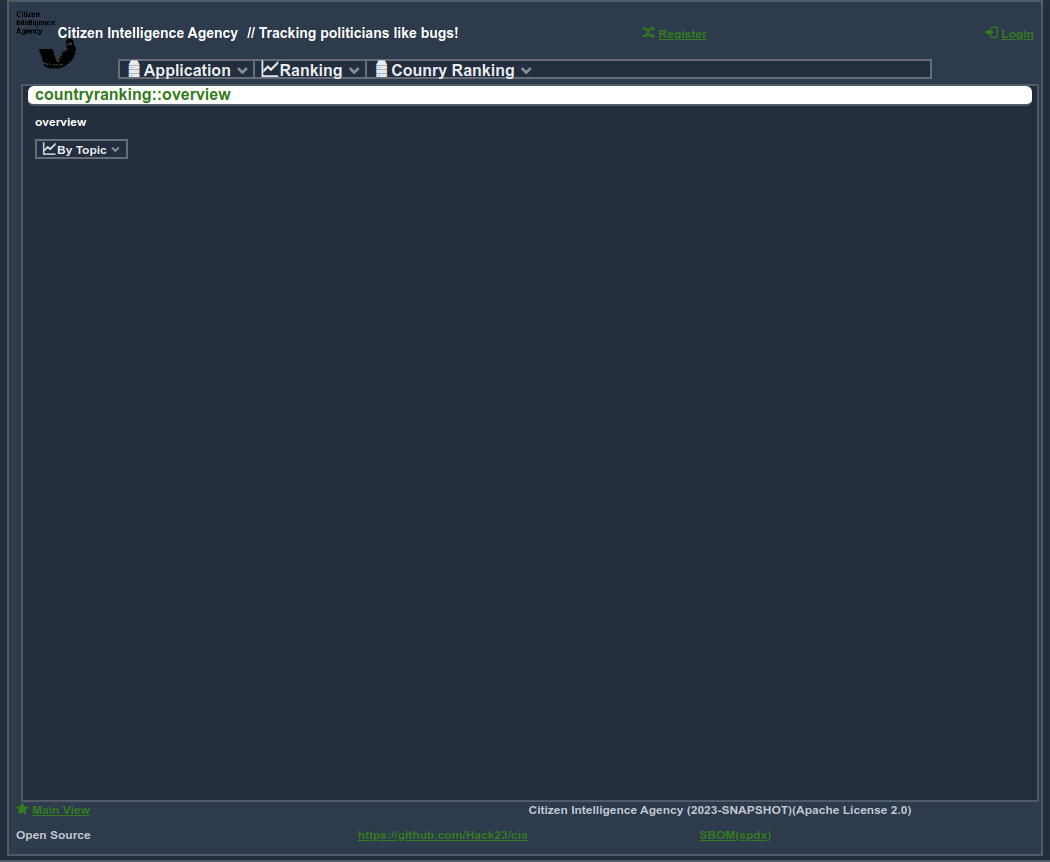 Citizen
Intelligence
Agency
Citizen Intelligence Agency // Tracking politicians like bugs!
Register
Login
Application
Ranking
Counry Ranking
countryranking::overview
overview
By Topic
Main View
Citizen Intelligence Agency (2023-SNAPSHOT)(Apache License 2.0)
Open Source
https://github.com/Hack23/cia
SBOM(spdx)